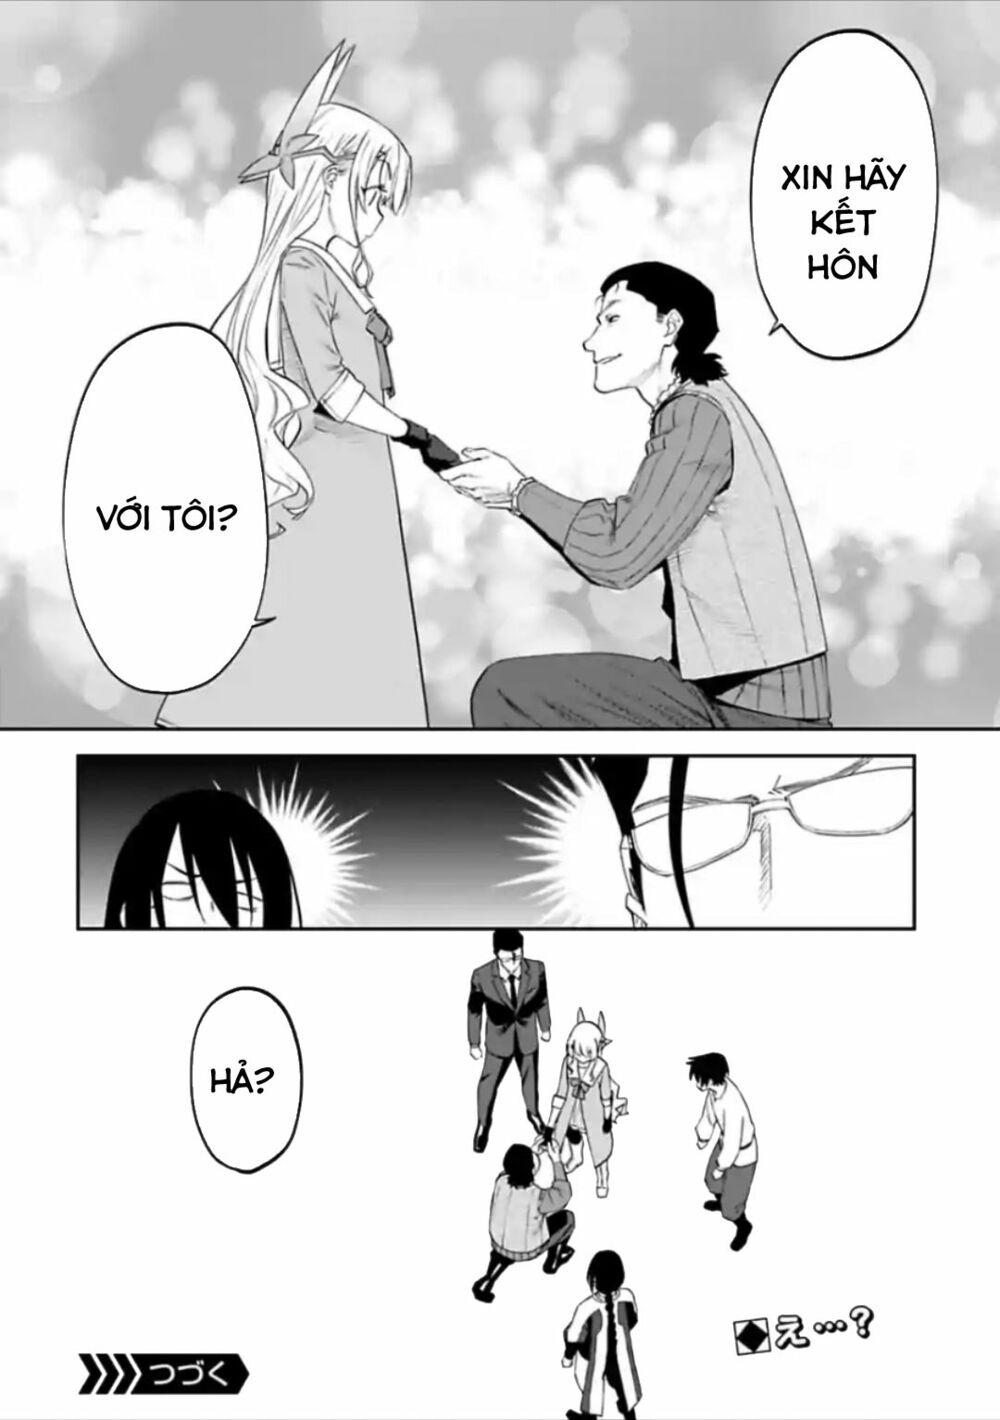 XIN HÃY
KẾT
HÔN
VỚI TÔI?
HẢ?
え…?
つづく